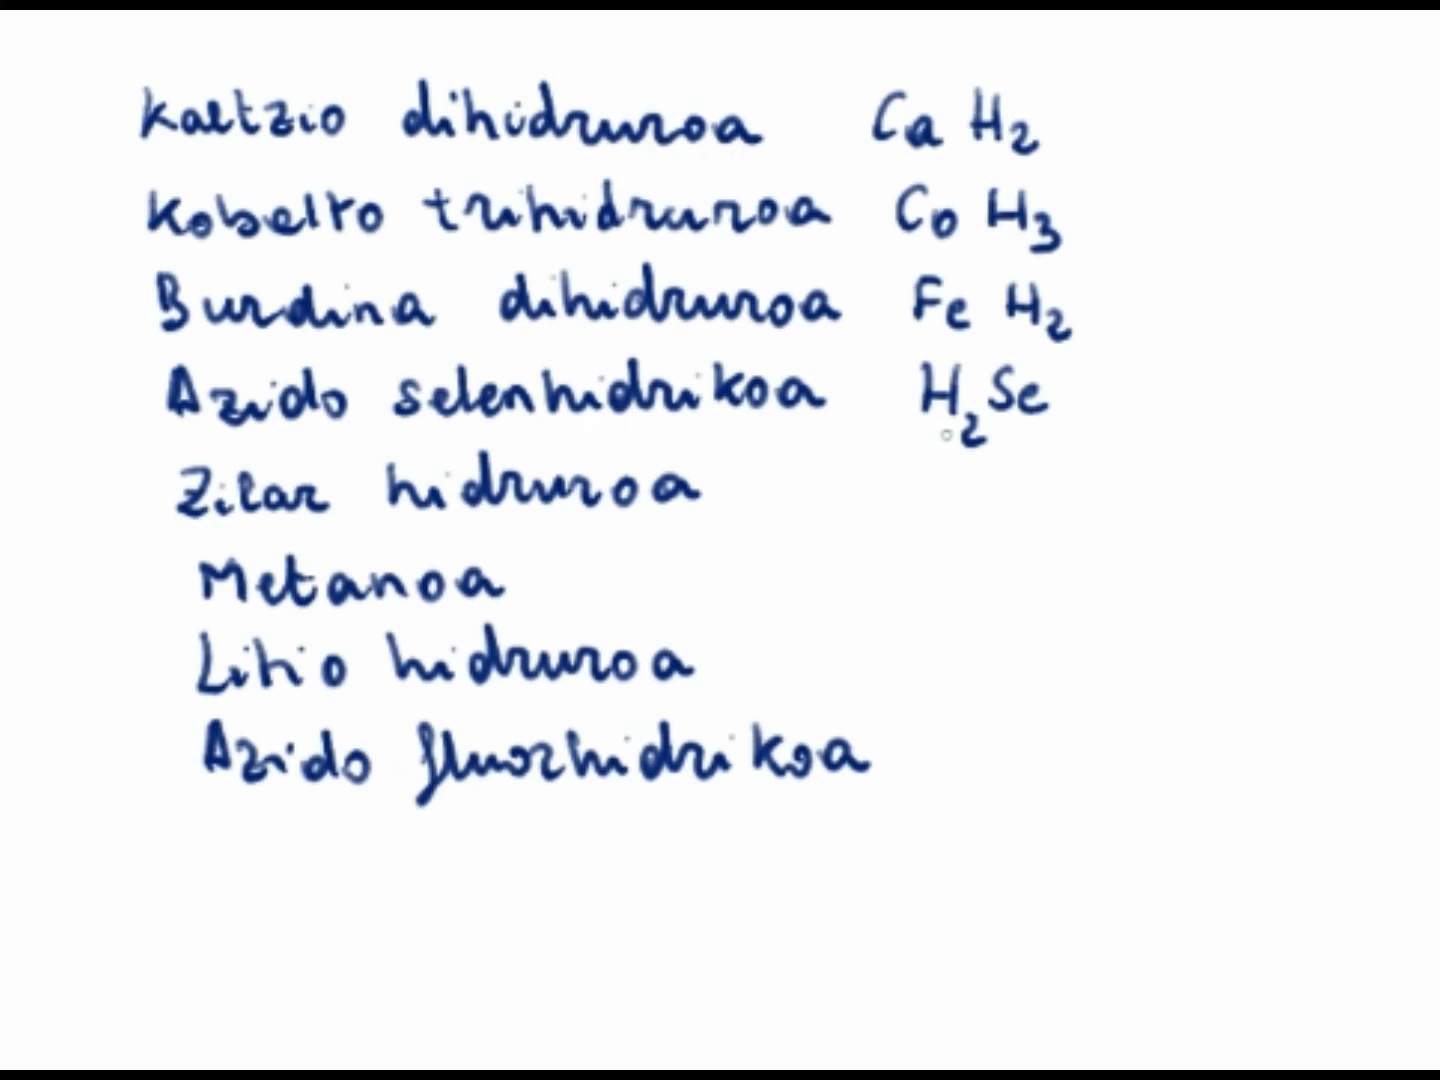 Kaltzio dihidruroa CaH₂
Kobalto trihidruroa CoH₃
Burdina dihidruroa FeH₂
Azido selenhidrikoa H₂Se
Zilar hidruroa
Metanoa
Litio hidruroa
Azido fluorhidrikoa